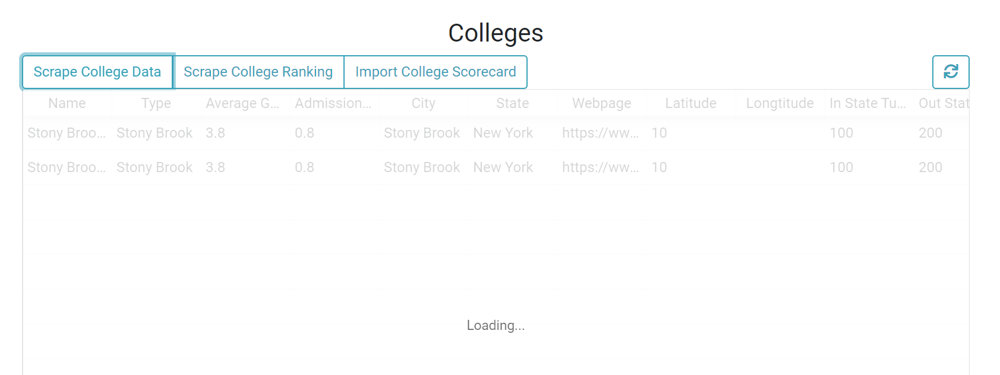 Colleges
Scrape College Data Scrape College Ranking Import College Scorecard
Name Type Average G... Admission... City State Webpage Latitude Longtitude In State Tu... Out Stat
Stony Broo... Stony Brook 3.8 0.8 Stony Brook New York https://ww... 10 100 200
Stony Broo... Stony Brook 3.8 0.8 Stony Brook New York https://ww... 10 100 200
Loading...